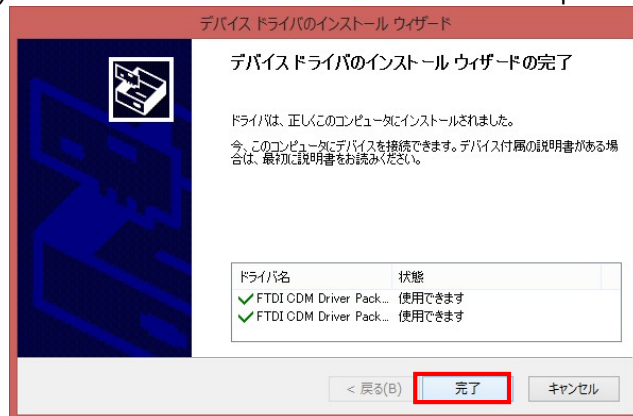 デバイス ドライバのインストール ウィザード
デバイス ドライバのインストール ウィザードの完了
ドライバは、正しくこのコンピュータにインストールされました。
今、このコンピュータにデバイスを接続できます。デバイス付属の説明書がある場
合は、最初に説明書をお読みください。
ドライバ名 状態
FTDI CDM Driver Pack... 使用できます
FTDI CDM Driver Pack... 使用できます
< 戻る(B) 完了 キャンセル